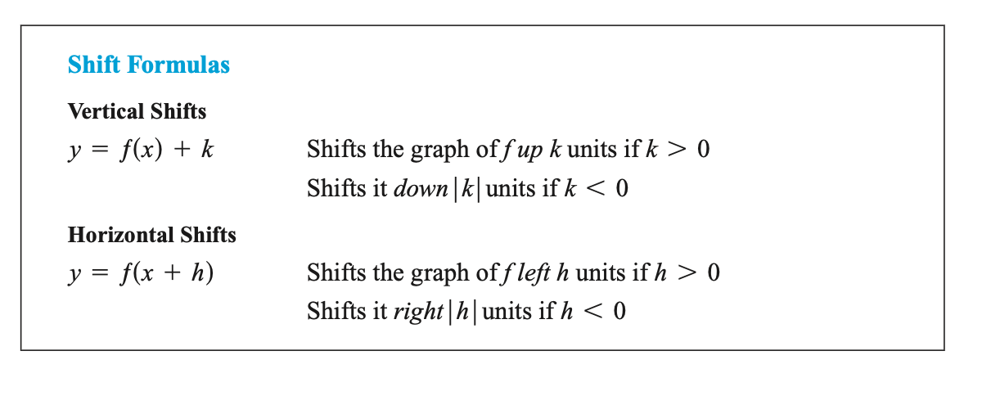 Shift Formulas
Vertical Shifts
y = f(x) + k Shifts the graph of f up k units if k > 0
Shifts it down |k| units if k < 0
Horizontal Shifts
y = f(x + h) Shifts the graph of f left h units if h > 0
Shifts it right |h| units if h < 0